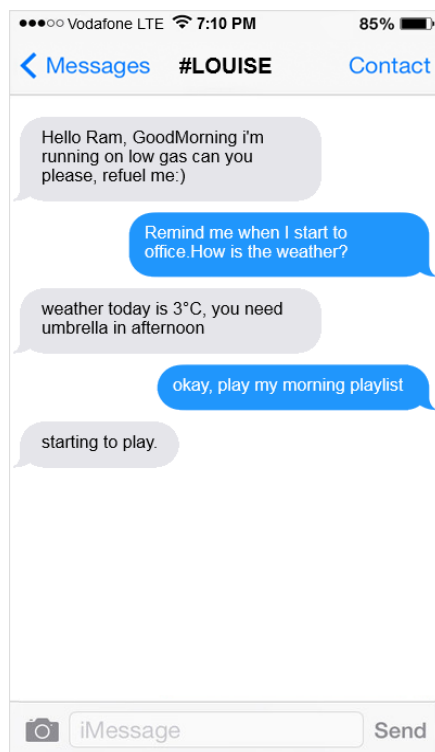 Vodafone LTE 7:10 PM 85%
Messages #LOUISE Contact
Hello Ram, GoodMorning i'm
running on low gas can you
please, refuel me:)
Remind me when I start to
office.How is the weather?
weather today is 3°C, you need
umbrella in afternoon
okay, play my morning playlist
starting to play.
iMessage Send